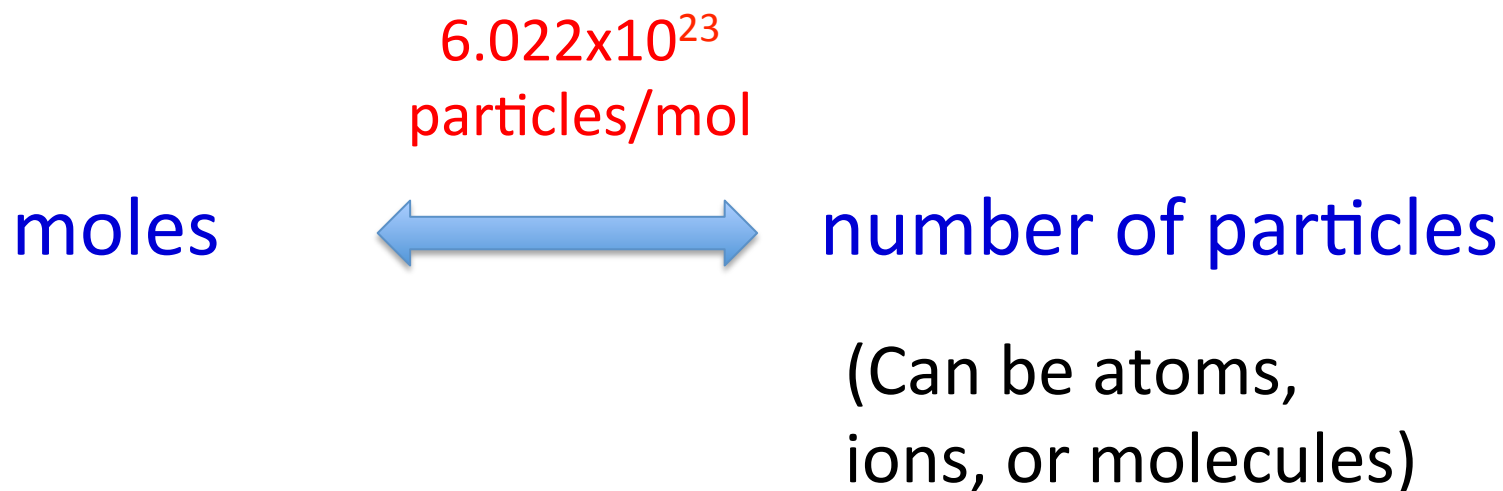 6.022x10²³
particles/mol
moles number of particles
(Can be atoms,
ions, or molecules)